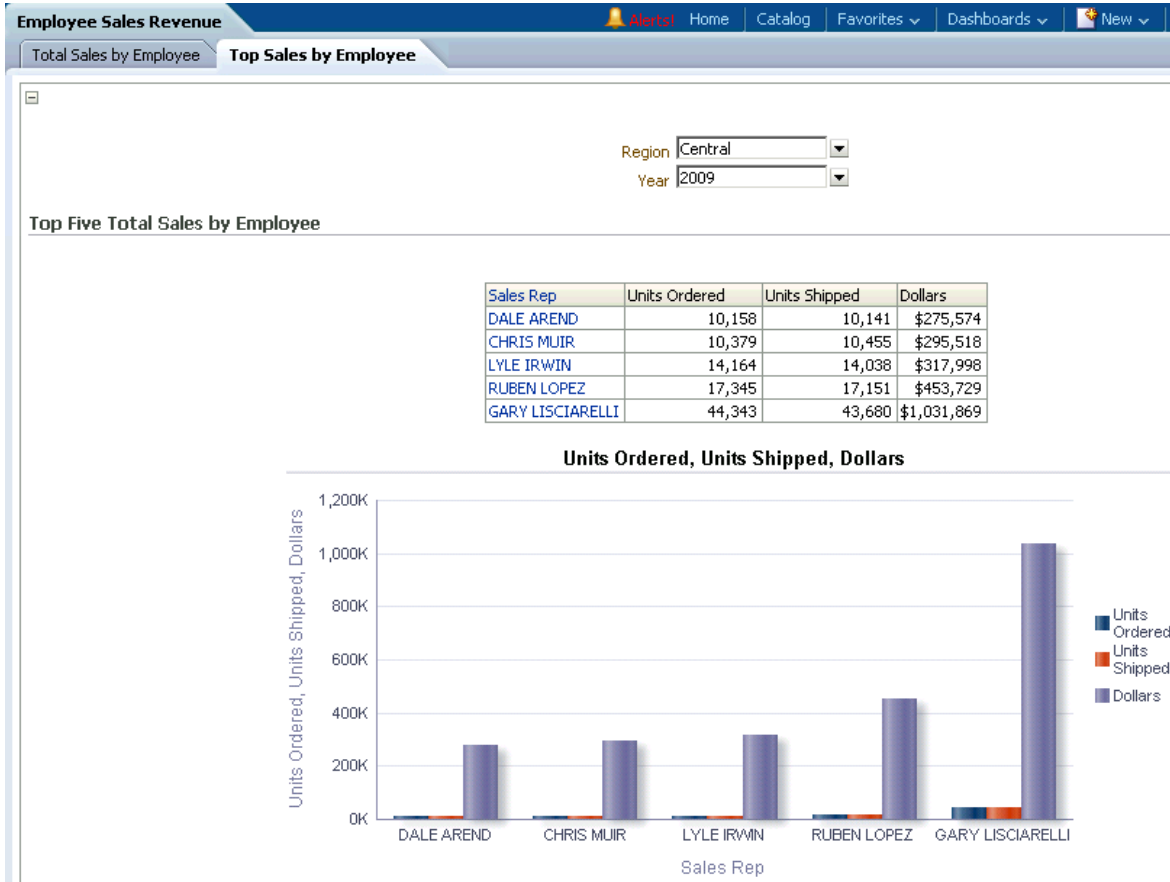 Employee Sales Revenue Alerts! Home Catalog Favorites Dashboards New
Total Sales by Employee Top Sales by Employee
Region Central
Year 2009
Top Five Total Sales by Employee
Sales Rep Units Ordered Units Shipped Dollars
DALE AREND 10,158 10,141 $275,574
CHRIS MUIR 10,379 10,455 $295,518
LYLE IRWIN 14,164 14,038 $317,998
RUBEN LOPEZ 17,345 17,151 $453,729
GARY LISCIARELLI 44,343 43,680 $1,031,869
Units Ordered, Units Shipped, Dollars
Units Ordered, Units Shipped, Dollars
1,200K
1,000K
800K
600K
400K
200K
0K
DALE AREND CHRIS MUIR LYLE IRWIN RUBEN LOPEZ GARY LISCIARELLI
Sales Rep
Units
Ordered
Units
Shipped
Dollars